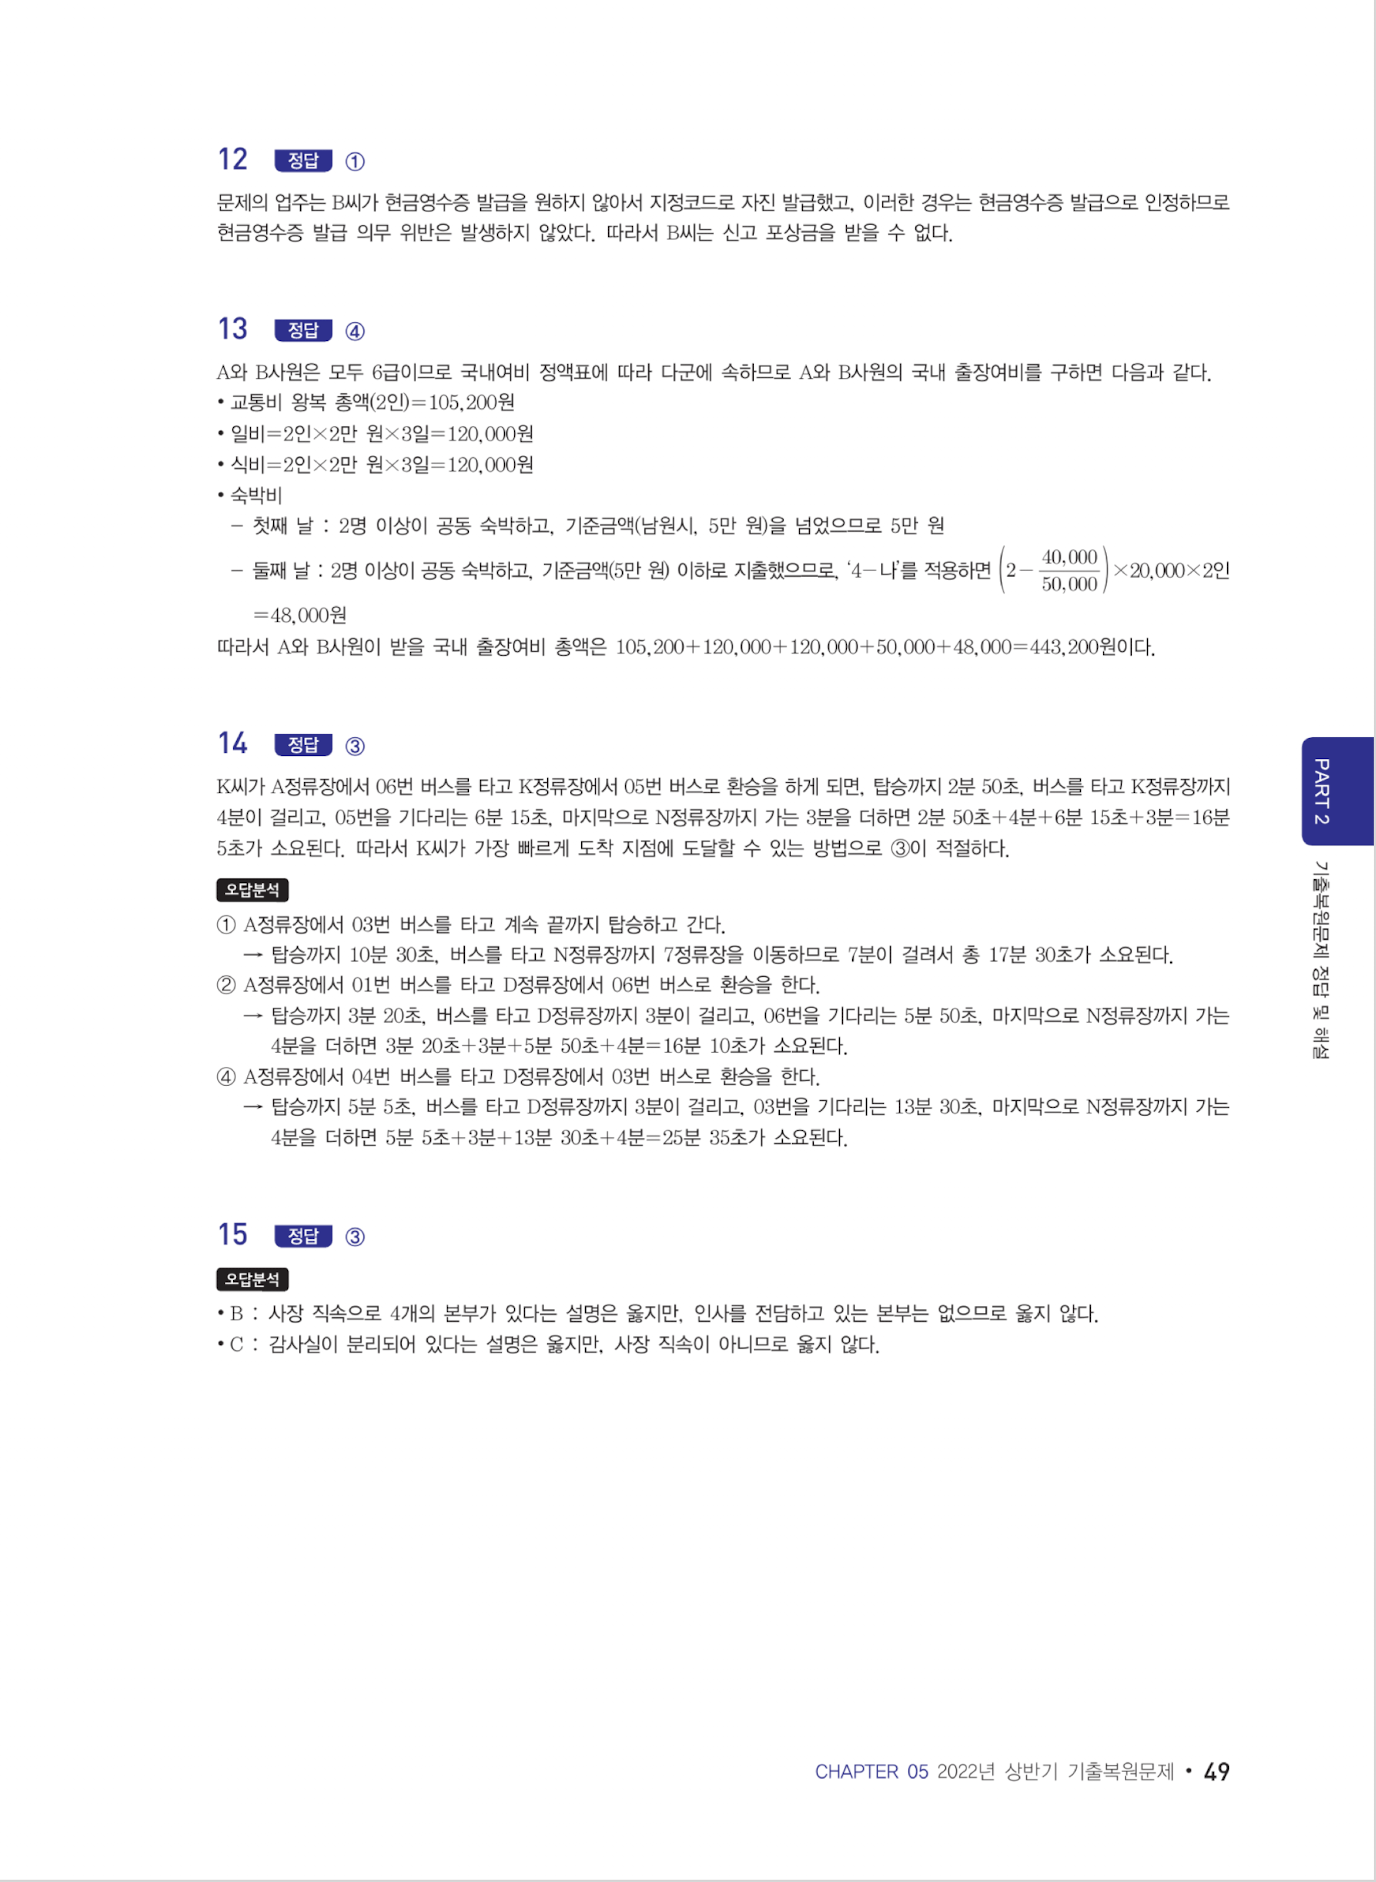 12 정답 ①
문제의 업주는 B씨가 현금영수증 발급을 원하지 않아서 지정코드로 자진 발급했고, 이러한 경우는 현금영수증 발급으로 인정하므로
현금영수증 발급 의무 위반은 발생하지 않았다. 따라서 B씨는 신고 포상금을 받을 수 없다.
13 정답 ④
A와 B사원은 모두 6급이므로 국내여비 정액표에 따라 다군에 속하므로 A와 B사원의 국내 출장여비를 구하면 다음과 같다.
• 교통비 왕복 총액(2인)=105,200원
• 일비=2인×2만 원×3일=120,000원
• 식비=2인×2만 원×3일=120,000원
• 숙박비
− 첫째 날 : 2명 이상이 공동 숙박하고, 기준금액(남원시, 5만 원)을 넘었으므로 5만 원
− 둘째 날 : 2명 이상이 공동 숙박하고, 기준금액(5만 원) 이하로 지출했으므로, ‘4−나’를 적용하면 (2−40,000/50,000)×20,000×2인
=48,000원
따라서 A와 B사원이 받을 국내 출장여비 총액은 105,200+120,000+120,000+50,000+48,000=443,200원이다.
14 정답 ③
K씨가 A정류장에서 06번 버스를 타고 K정류장에서 05번 버스로 환승을 하게 되면, 탑승까지 2분 50초, 버스를 타고 K정류장까지
4분이 걸리고, 05번을 기다리는 6분 15초, 마지막으로 N정류장까지 가는 3분을 더하면 2분 50초+4분+6분 15초+3분=16분
5초가 소요된다. 따라서 K씨가 가장 빠르게 도착 지점에 도달할 수 있는 방법으로 ③이 적절하다.
오답분석
① A정류장에서 03번 버스를 타고 계속 끝까지 탑승하고 간다.
→ 탑승까지 10분 30초, 버스를 타고 N정류장까지 7정류장을 이동하므로 7분이 걸려서 총 17분 30초가 소요된다.
② A정류장에서 01번 버스를 타고 D정류장에서 06번 버스로 환승을 한다.
→ 탑승까지 3분 20초, 버스를 타고 D정류장까지 3분이 걸리고, 06번을 기다리는 5분 50초, 마지막으로 N정류장까지 가는
4분을 더하면 3분 20초+3분+5분 50초+4분=16분 10초가 소요된다.
④ A정류장에서 04번 버스를 타고 D정류장에서 03번 버스로 환승을 한다.
→ 탑승까지 5분 5초, 버스를 타고 D정류장까지 3분이 걸리고, 03번을 기다리는 13분 30초, 마지막으로 N정류장까지 가는
4분을 더하면 5분 5초+3분+13분 30초+4분=25분 35초가 소요된다.
15 정답 ③
오답분석
• B : 사장 직속으로 4개의 본부가 있다는 설명은 옳지만, 인사를 전담하고 있는 본부는 없으므로 옳지 않다.
• C : 감사실이 분리되어 있다는 설명은 옳지만, 사장 직속이 아니므로 옳지 않다.
PART 2
기출복원문제 정답 및 해설
CHAPTER 05 2022년 상반기 기출복원문제 • 49